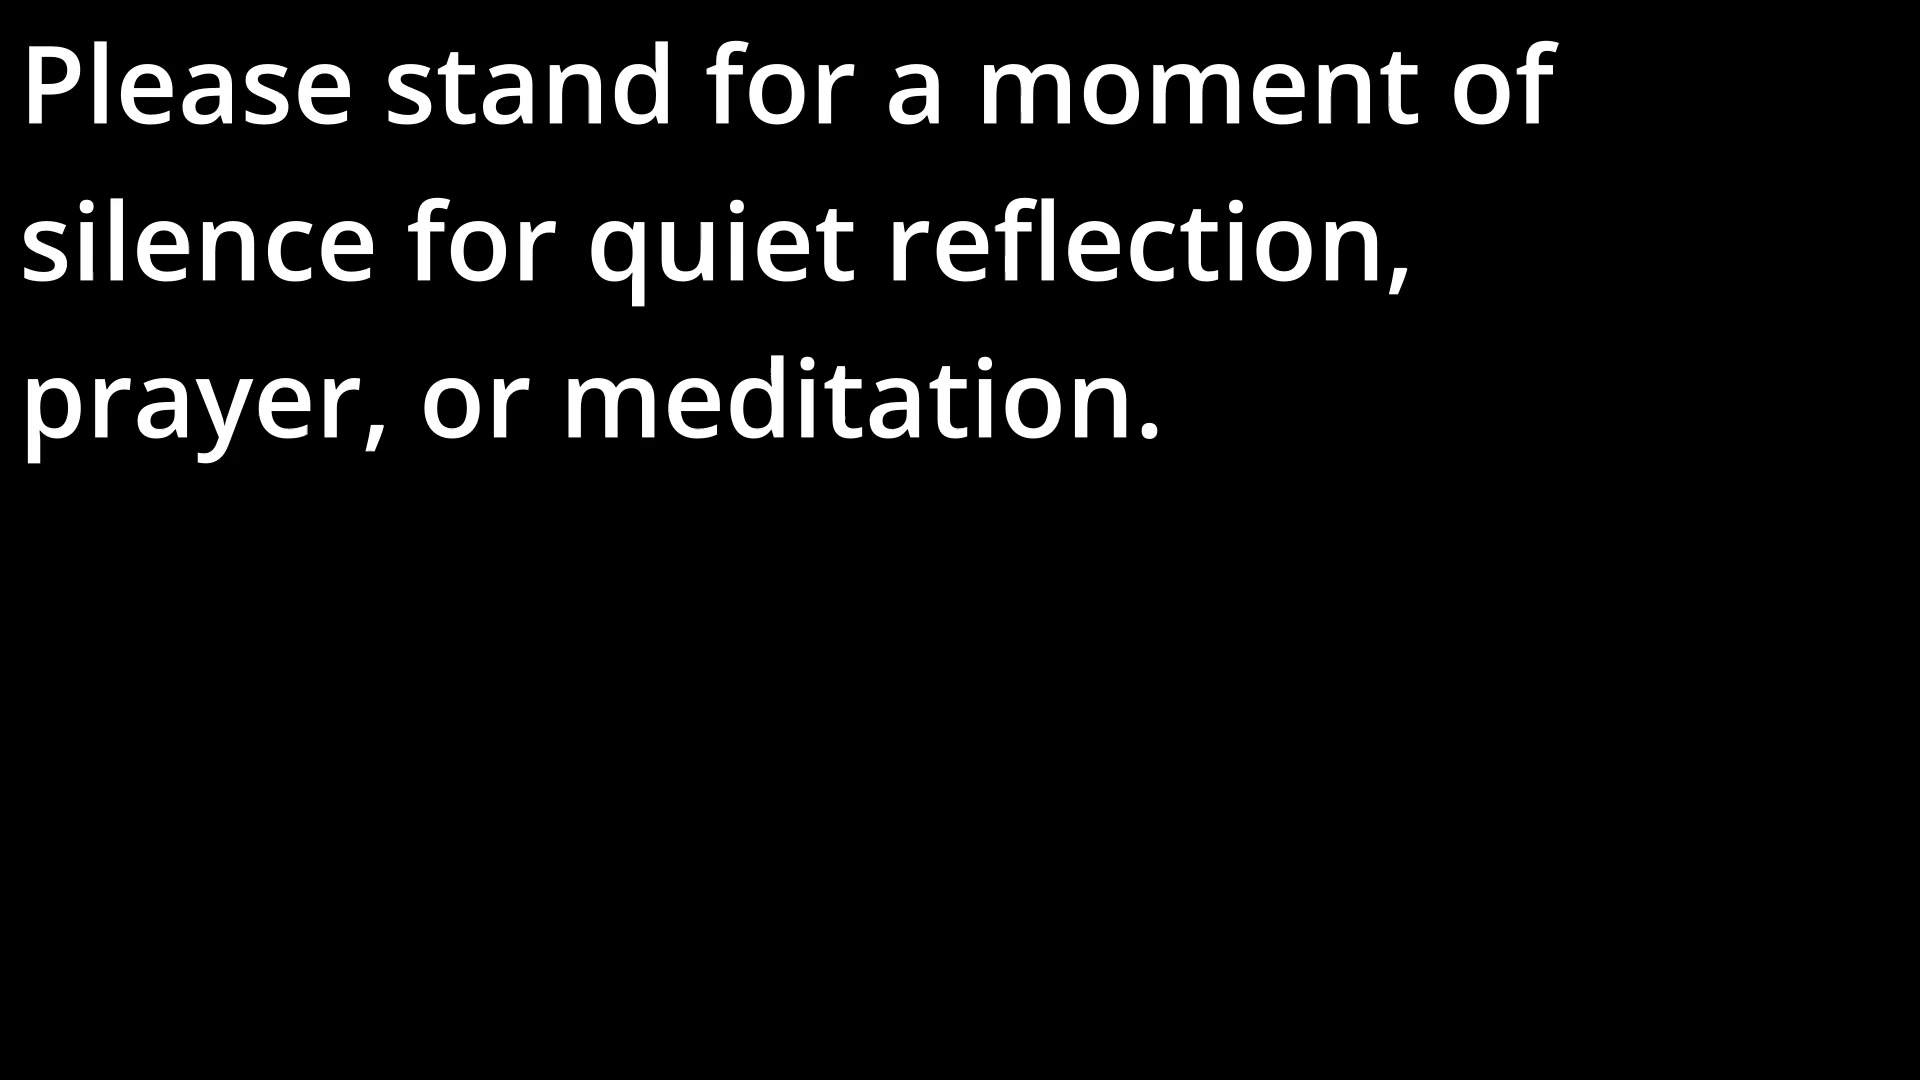 Please stand for a moment of
silence for quiet reflection,
prayer, or meditation.